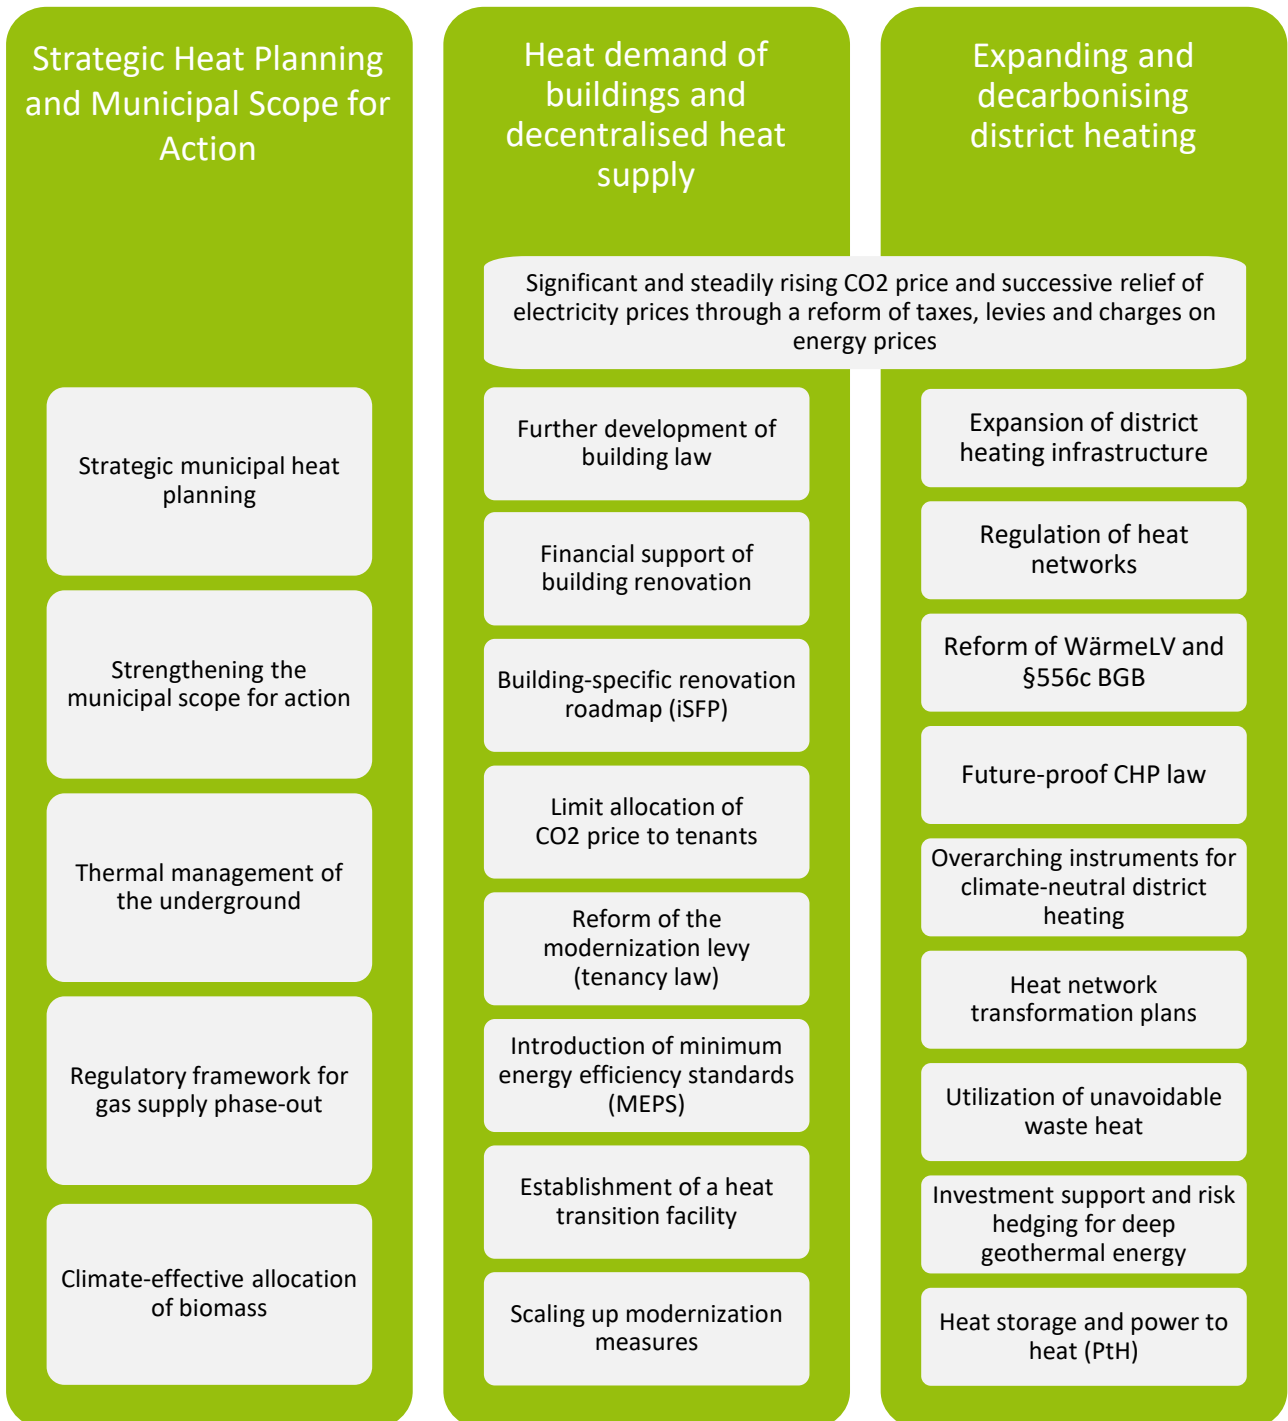 Strategic Heat Planning
and Municipal Scope for
Action
Heat demand of
buildings and
decentralised heat
supply
Expanding and
decarbonising
district heating
Significant and steadily rising CO2 price and successive relief of
electricity prices through a reform of taxes, levies and charges on
energy prices
Strategic municipal heat
planning
Strengthening the
municipal scope for action
Thermal management of
the underground
Regulatory framework for
gas supply phase-out
Climate-effective allocation
of biomass
Further development of
building law
Financial support of
building renovation
Building-specific renovation
roadmap (iSFP)
Limit allocation of
CO2 price to tenants
Reform of the
modernization levy
(tenancy law)
Introduction of minimum
energy efficiency standards
(MEPS)
Establishment of a heat
transition facility
Scaling up modernization
measures
Expansion of district
heating infrastructure
Regulation of heat
networks
Reform of WärmeLV and
§556c BGB
Future-proof CHP law
Overarching instruments for
climate-neutral district
heating
Heat network
transformation plans
Utilization of unavoidable
waste heat
Investment support and risk
hedging for deep
geothermal energy
Heat storage and power to
heat (PtH)